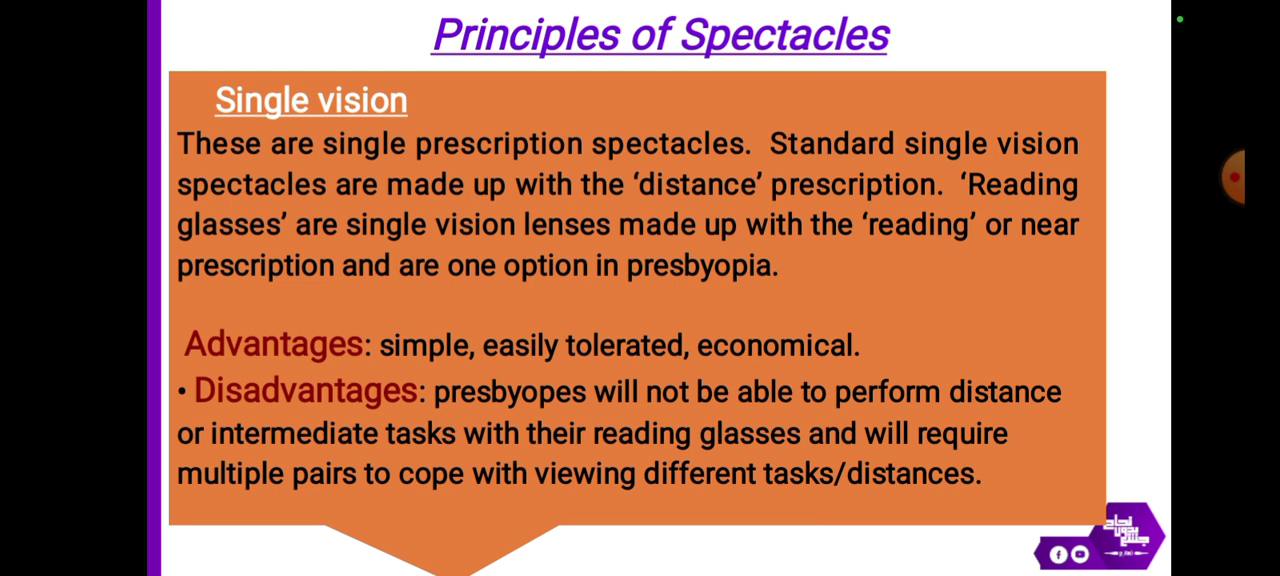 Principles of Spectacles
Single vision
These are single prescription spectacles. Standard single vision
spectacles are made up with the ‘distance’ prescription. ‘Reading
glasses’ are single vision lenses made up with the ‘reading’ or near
prescription and are one option in presbyopia.
Advantages: simple, easily tolerated, economical.
• Disadvantages: presbyopes will not be able to perform distance
or intermediate tasks with their reading glasses and will require
multiple pairs to cope with viewing different tasks/distances.
نجاح
بدون